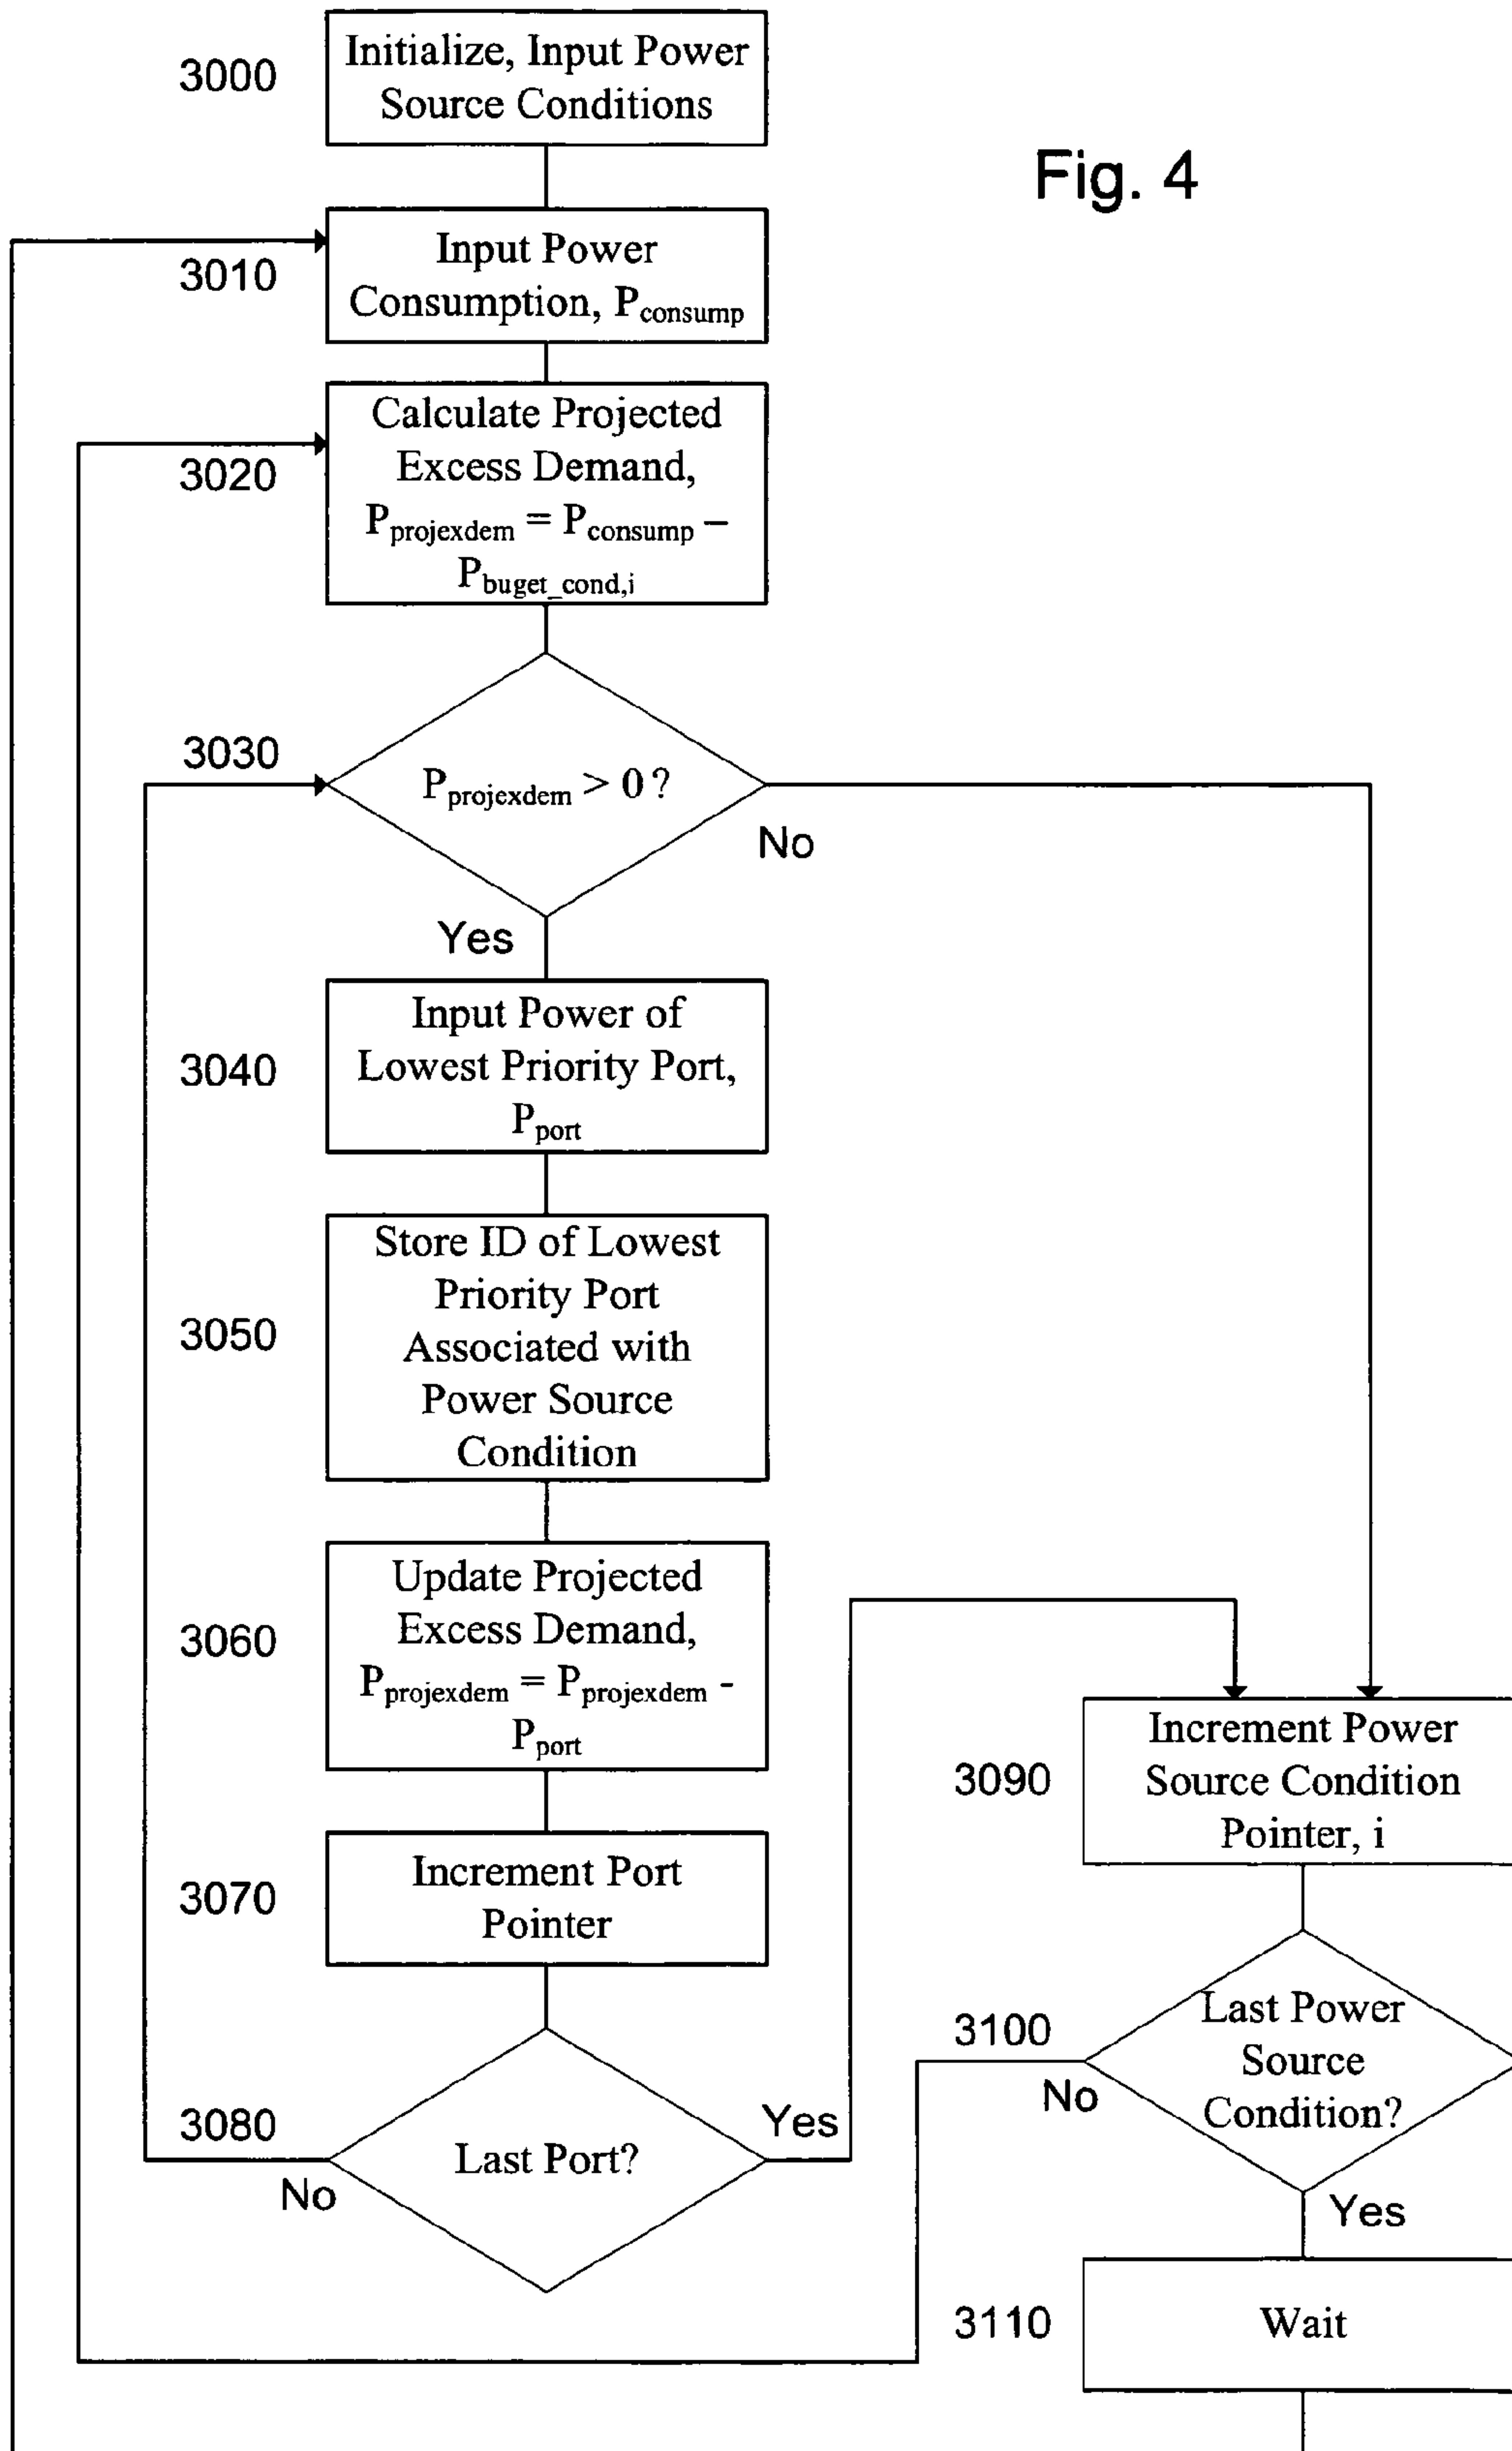 3000
Initialize, Input Power
Source Conditions
Fig. 4
3010
Input Power
Consumption, Pconsump
3020
Calculate Projected
Excess Demand,
Pprojexdem = Pconsump –
Pbuget_cond,i
3030
Pprojexdem > 0 ?
No
Yes
3040
Input Power of
Lowest Priority Port,
Pport
3050
Store ID of Lowest
Priority Port
Associated with
Power Source
Condition
3060
Update Projected
Excess Demand,
Pprojexdem = Pprojexdem -
Pport
3070
Increment Port
Pointer
3080
Last Port?
No
Yes
3090
Increment Power
Source Condition
Pointer, i
3100
Last Power
Source
Condition?
No
Yes
3110
Wait